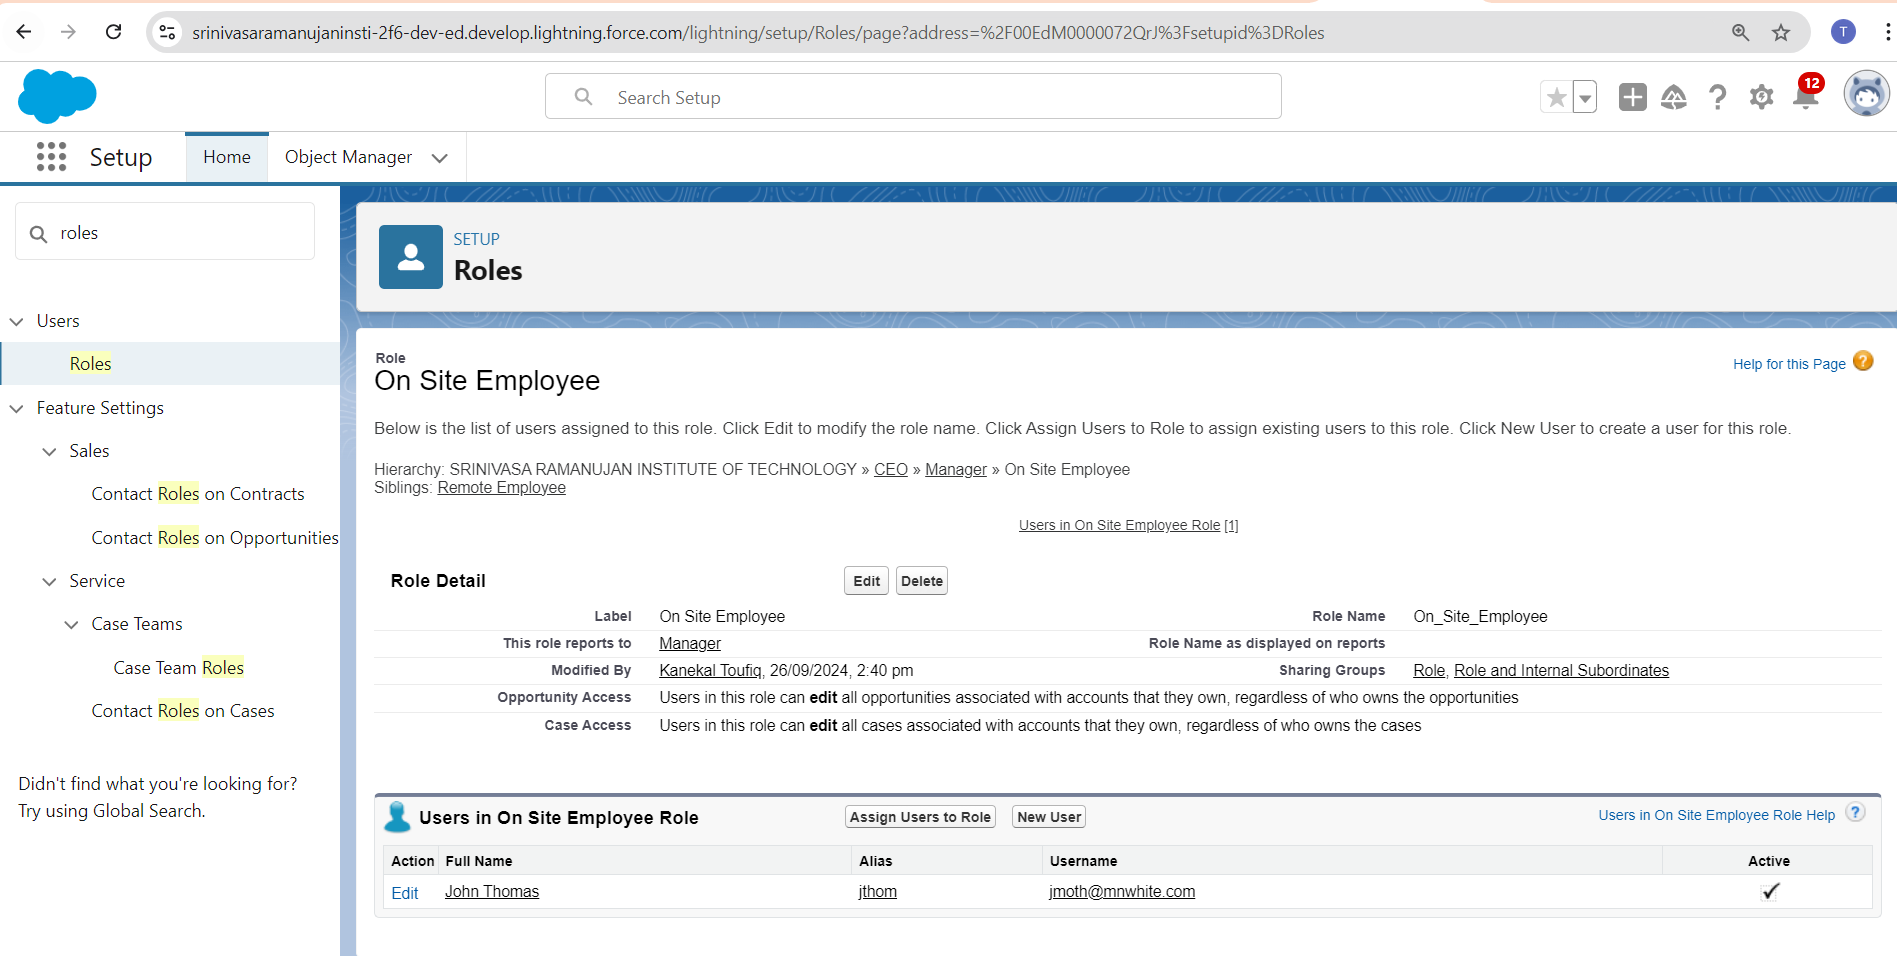 srinivasaramanujaninsti-2f6-dev-ed.develop.lightning.force.com/lightning/setup/Roles/page?address=%2F00EdM0000072QrJ%3Fsetupid%3DRoles
T
Search Setup
12
Setup
Home
Object Manager
roles
Users
Roles
Feature Settings
Sales
Contact Roles on Contracts
Contact Roles on Opportunities
Service
Case Teams
Case Team Roles
Contact Roles on Cases
Didn't find what you're looking for?
Try using Global Search.
SETUP
Roles
Role
On Site Employee
Help for this Page ?
Below is the list of users assigned to this role. Click Edit to modify the role name. Click Assign Users to Role to assign existing users to this role. Click New User to create a user for this role.
Hierarchy: SRINIVASA RAMANUJAN INSTITUTE OF TECHNOLOGY » CEO » Manager » On Site Employee
Siblings: Remote Employee
Users in On Site Employee Role [1]
Role Detail Edit Delete
Label On Site Employee Role Name On_Site_Employee
This role reports to Manager Role Name as displayed on reports
Modified By Kanekal Toufiq, 26/09/2024, 2:40 pm Sharing Groups Role, Role and Internal Subordinates
Opportunity Access Users in this role can edit all opportunities associated with accounts that they own, regardless of who owns the opportunities
Case Access Users in this role can edit all cases associated with accounts that they own, regardless of who owns the cases
Users in On Site Employee Role Assign Users to Role New User Users in On Site Employee Role Help ?
Action Full Name Alias Username Active
Edit John Thomas jthom jmoth@mnwhite.com